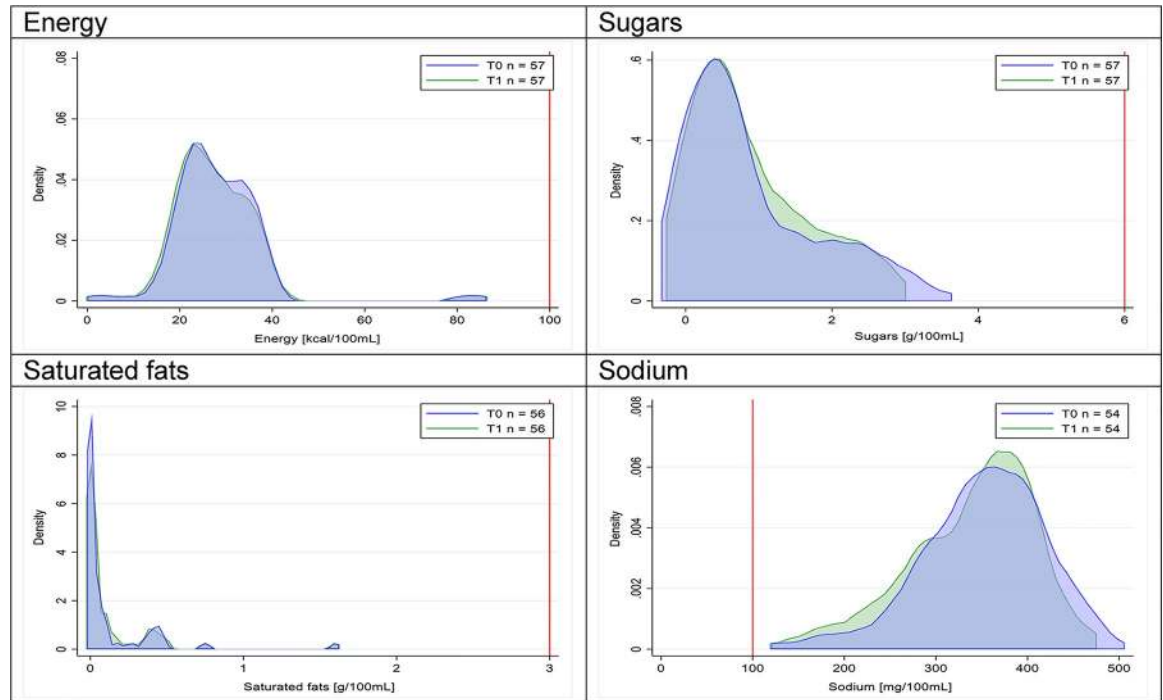 Energy
.08
.06
.04
.02
0
Density
0 20 40 60 80 100
Energy [kcal/100mL]
T0 n = 57
T1 n = 57
Sugars
.6
.4
.2
0
Density
0 2 4 6
Sugars [g/100mL]
T0 n = 57
T1 n = 57
Saturated fats
10
8
6
4
2
0
Density
0 1 2 3
Saturated fats [g/100mL]
T0 n = 56
T1 n = 56
Sodium
.008
.006
.004
.002
0
Density
0 100 200 300 400 500
Sodium [mg/100mL]
T0 n = 54
T1 n = 54